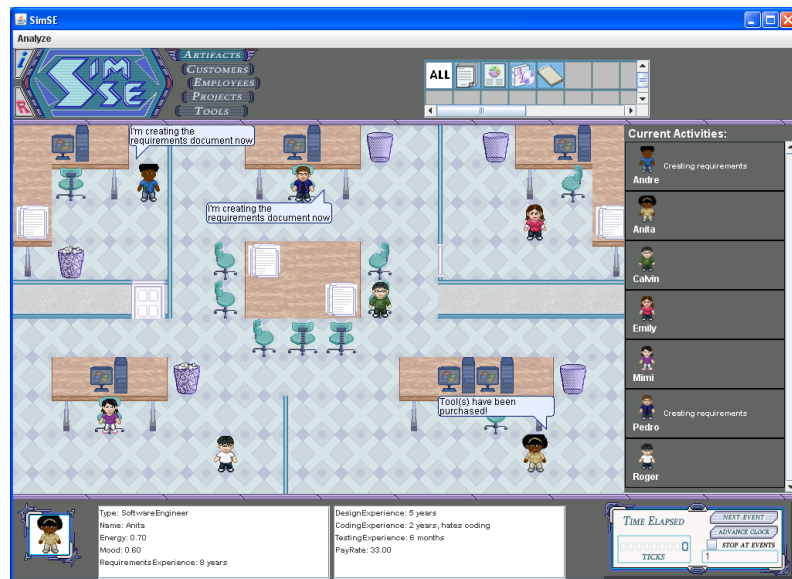 SimSE
Analyze
i
R
SIM
SE
ARTIFACTS
CUSTOMERS
EMPLOYEES
PROJECTS
TOOLS
ALL
I'm creating the
requirements document now
I'm creating the
requirements document now
Tool(s) have been
purchased!
Current Activities:
Creating requirements
Andre
Anita
Calvin
Emily
Mimi
Creating requirements
Pedro
Roger
Type: SoftwareEngineer
Name: Anita
Energy: 0.70
Mood: 0.60
RequirementsExperience: 8 years
DesignExperience: 5 years
CodingExperience: 2 years, hates coding
TestingExperience: 6 months
PayRate: 33.00
TIME ELAPSED
0
TICKS
NEXT EVENT
ADVANCE CLOCK
STOP AT EVENTS
1